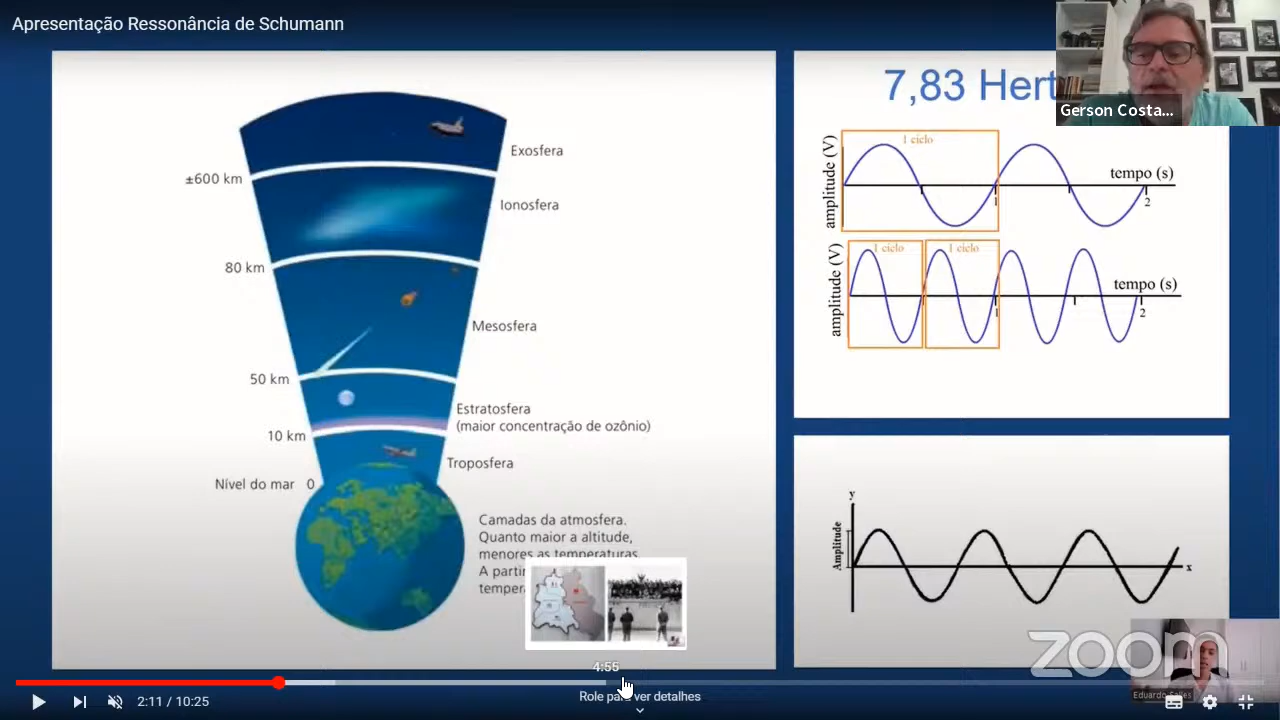 Apresentação Ressonância de Schumann
7,83 Hert
Gerson Costa...
Exosfera
±600 km
Ionosfera
80 km
Mesosfera
50 km
Estratosfera
(maior concentração de ozônio)
10 km
Troposfera
Nível do mar 0
Camadas da atmosfera.
Quanto maior a altitude,
menores as temperaturas.
A partir
temper
1 ciclo
amplitude (V)
tempo (s)
1
2
1 ciclo
1 ciclo
amplitude (V)
tempo (s)
1
2
y
Amplitude
x
zoom
Eduardo Salles
4:55
2:11 / 10:25
Role para ver detalhes